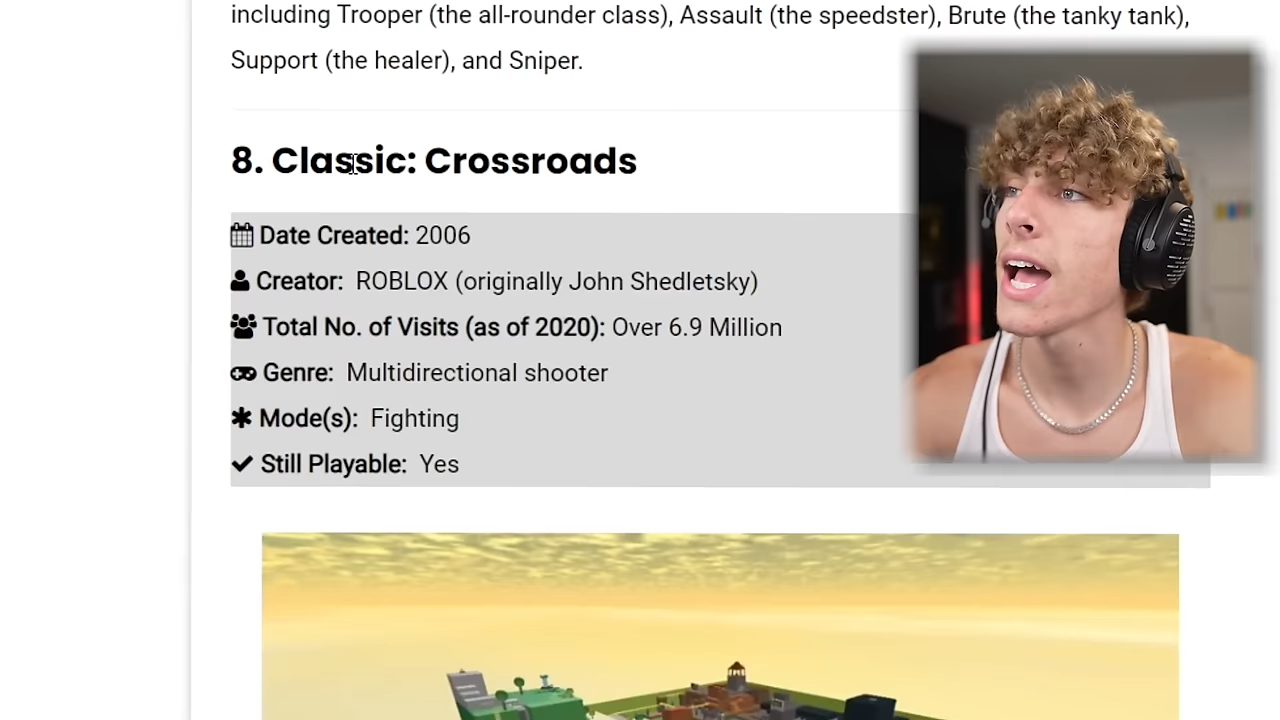 including Trooper (the all-rounder class), Assault (the speedster), Brute (the tanky tank),
Support (the healer), and Sniper.
8. Classic: Crossroads
Date Created: 2006
Creator: ROBLOX (originally John Shedletsky)
Total No. of Visits (as of 2020): Over 6.9 Million
Genre: Multidirectional shooter
Mode(s): Fighting
Still Playable: Yes